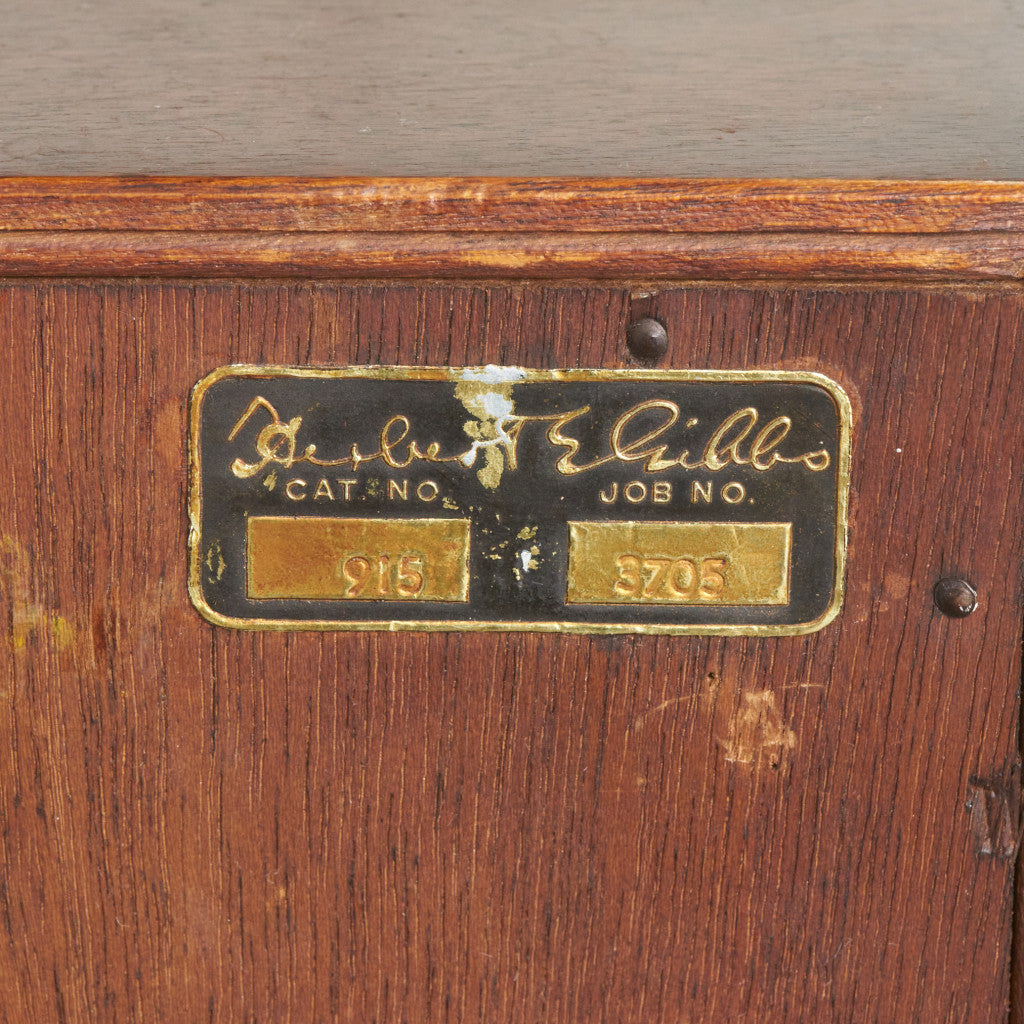 Herbert E Gibbs
CAT. NO. JOB NO.
915 3705